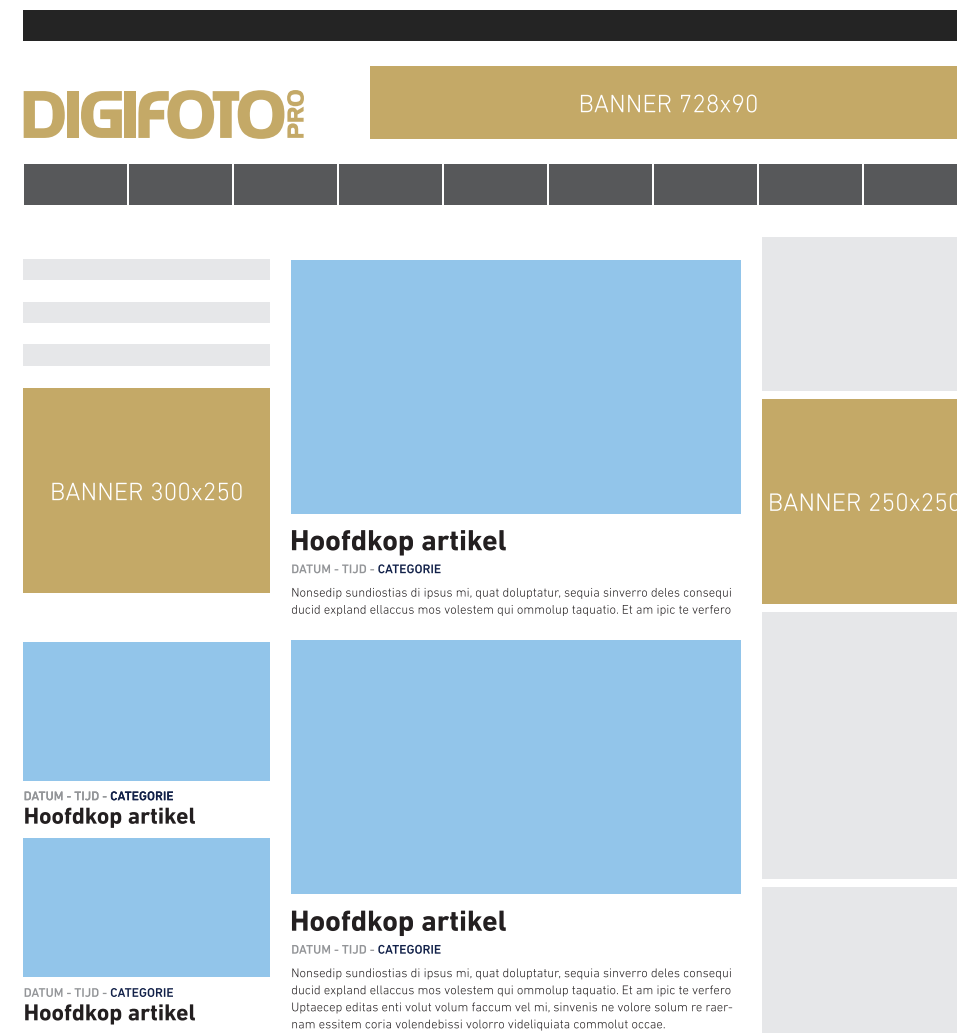 DIGIFOTO PRO
BANNER 728x90
BANNER 300x250
DATUM - TIJD - CATEGORIE
Hoofdkop artikel
DATUM - TIJD - CATEGORIE
Hoofdkop artikel
Hoofdkop artikel
DATUM - TIJD - CATEGORIE
Nonsedip sundiostias di ipsus mi, quat doluptatur, sequia sinverro deles consequi
ducid expland ellaccus mos volestem qui ommolup taquatio. Et am ipic te verfero
Hoofdkop artikel
DATUM - TIJD - CATEGORIE
Nonsedip sundiostias di ipsus mi, quat doluptatur, sequia sinverro deles consequi
ducid expland ellaccus mos volestem qui ommolup taquatio. Et am ipic te verfero
Uptaecep editas enti volut volum faccum vel mi, sinvenis ne volore solum re raer-
nam essitem coria volendebissi volorro videliquiata commolut occae.
BANNER 250x250